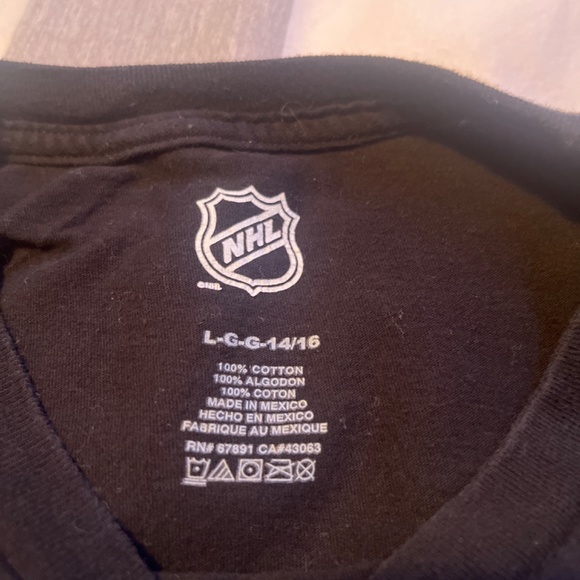 NHL
©NHL
L-G-G-14/16
100% COTTON
100% ALGODON
100% COTON
MADE IN MEXICO
HECHO EN MEXICO
FABRIQUE AU MEXIQUE
RN# 67891 CA#43063